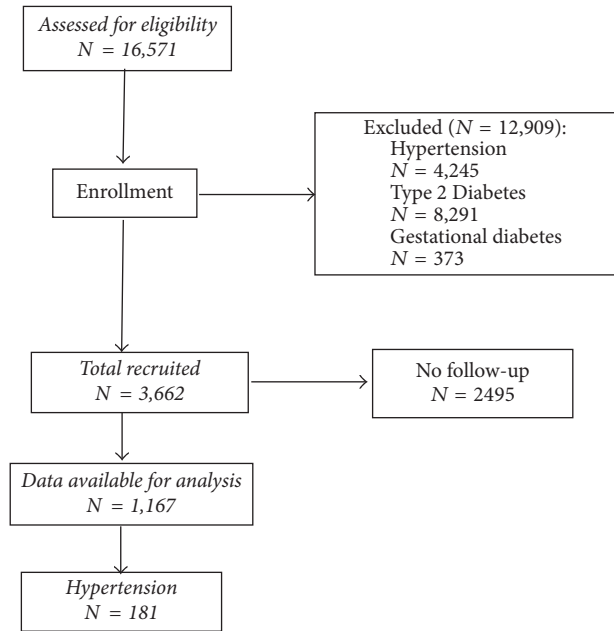 Assessed for eligibility
N = 16,571
Enrollment
Excluded (N = 12,909):
Hypertension
N = 4,245
Type 2 Diabetes
N = 8,291
Gestational diabetes
N = 373
Total recruited
N = 3,662
No follow-up
N = 2495
Data available for analysis
N = 1,167
Hypertension
N = 181